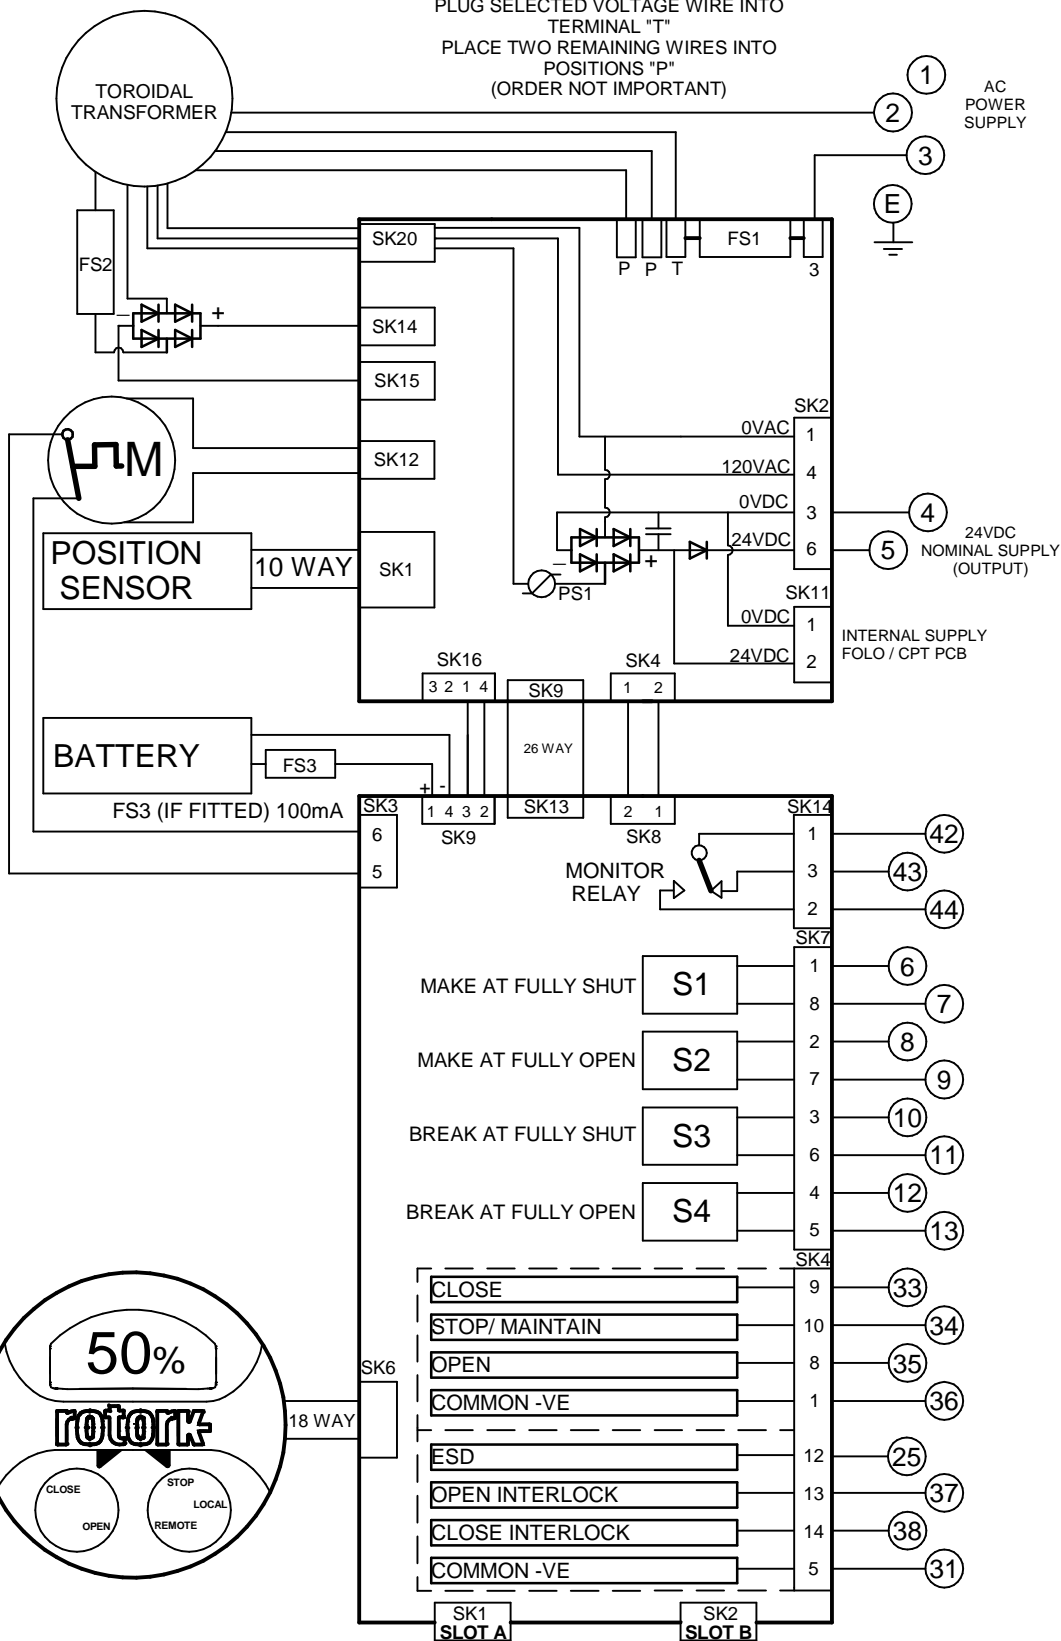 PLUG SELECTED VOLTAGE WIRE INTO
TERMINAL "T"
PLACE TWO REMAINING WIRES INTO
POSITIONS "P"
(ORDER NOT IMPORTANT)
TOROIDAL
TRANSFORMER
1
2
3
E
AC
POWER
SUPPLY
FS2
SK20
P P T
FS1
3
– +
SK14
SK15
M
SK12
POSITION
SENSOR
10 WAY
SK1
SK2
0VAC 1
120VAC 4
0VDC 3
24VDC 6
4
5
24VDC
NOMINAL SUPPLY
(OUTPUT)
– +
PS1
SK11
0VDC 1
24VDC 2
INTERNAL SUPPLY
FOLO / CPT PCB
SK16
3 2 1 4
SK9
SK4
1 2
BATTERY
FS3
26 WAY
+ -
FS3 (IF FITTED) 100mA
SK3
6
5
1 4 3 2
SK9
SK13
2 1
SK8
SK14
MONITOR
RELAY
1 42
3 43
2 44
SK7
MAKE AT FULLY SHUT S1
1 6
8 7
MAKE AT FULLY OPEN S2
2 8
7 9
BREAK AT FULLY SHUT S3
3 10
6 11
BREAK AT FULLY OPEN S4
4 12
5 13
SK4
CLOSE 9 33
STOP/ MAINTAIN 10 34
OPEN 8 35
COMMON -VE 1 36
ESD 12 25
OPEN INTERLOCK 13 37
CLOSE INTERLOCK 14 38
COMMON -VE 5 31
50%
rotork
CLOSE
OPEN
STOP
LOCAL
REMOTE
18 WAY
SK6
SK1
SLOT A
SK2
SLOT B